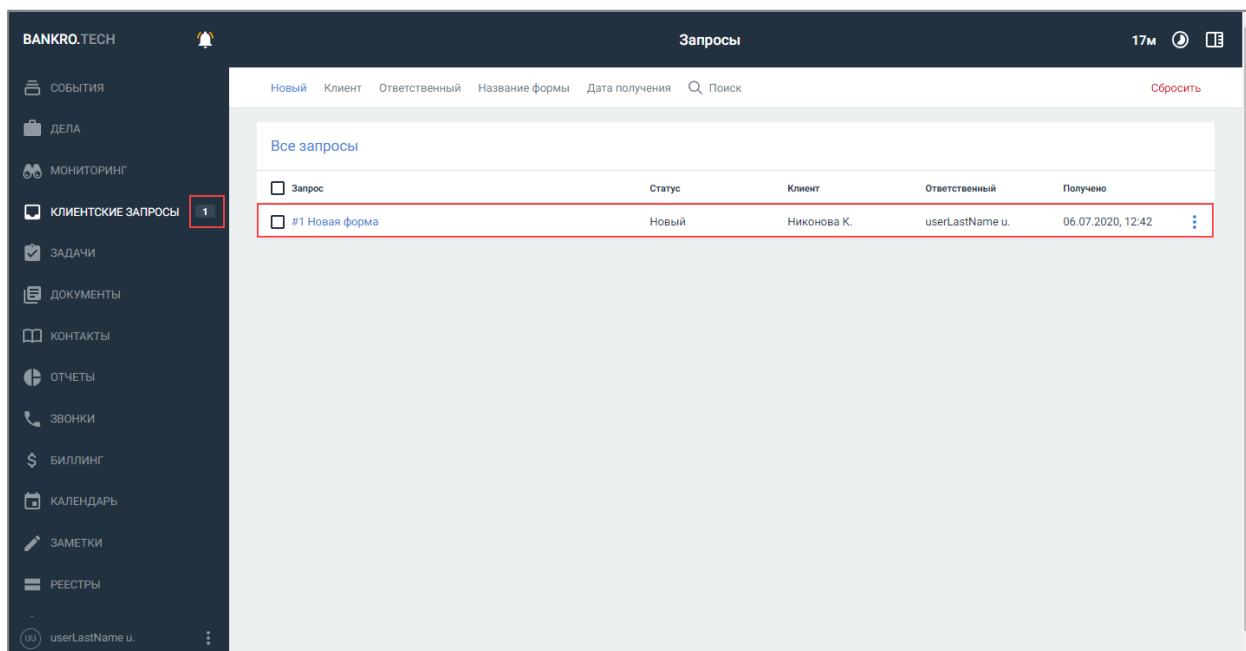 BANKRO.TECH
Запросы
17м
СОБЫТИЯ
ДЕЛА
МОНИТОРИНГ
КЛИЕНТСКИЕ ЗАПРОСЫ 1
ЗАДАЧИ
ДОКУМЕНТЫ
КОНТАКТЫ
ОТЧЕТЫ
ЗВОНКИ
БИЛЛИНГ
КАЛЕНДАРЬ
ЗАМЕТКИ
РЕЕСТРЫ
UU userLastName u.
Новый Клиент Ответственный Название формы Дата получения Поиск Сбросить
Все запросы
Запрос Статус Клиент Ответственный Получено
#1 Новая форма Новый Никонова К. userLastName u. 06.07.2020, 12:42